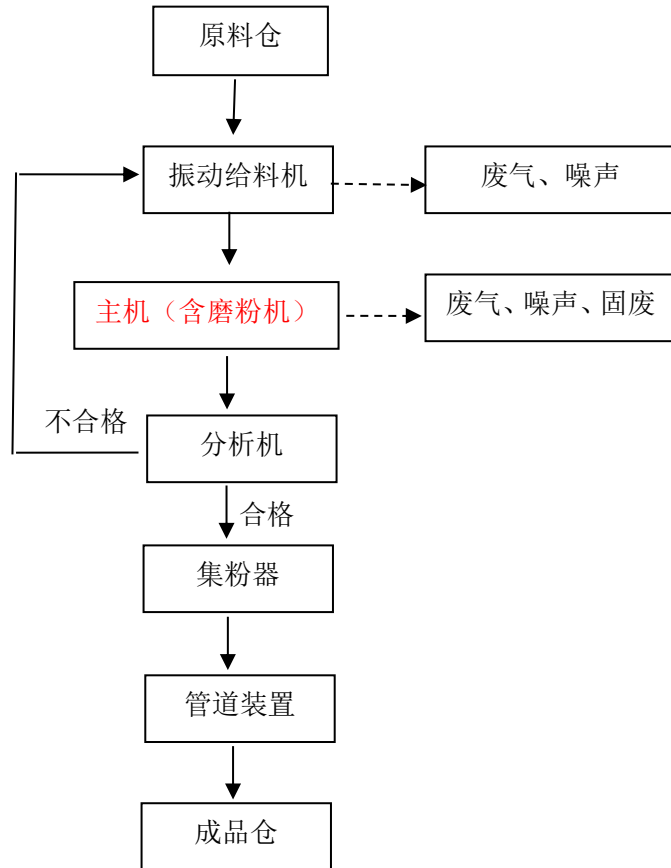 原料仓
振动给料机
废气、噪声
主机（含磨粉机）
废气、噪声、固废
不合格
分析机
合格
集粉器
管道装置
成品仓